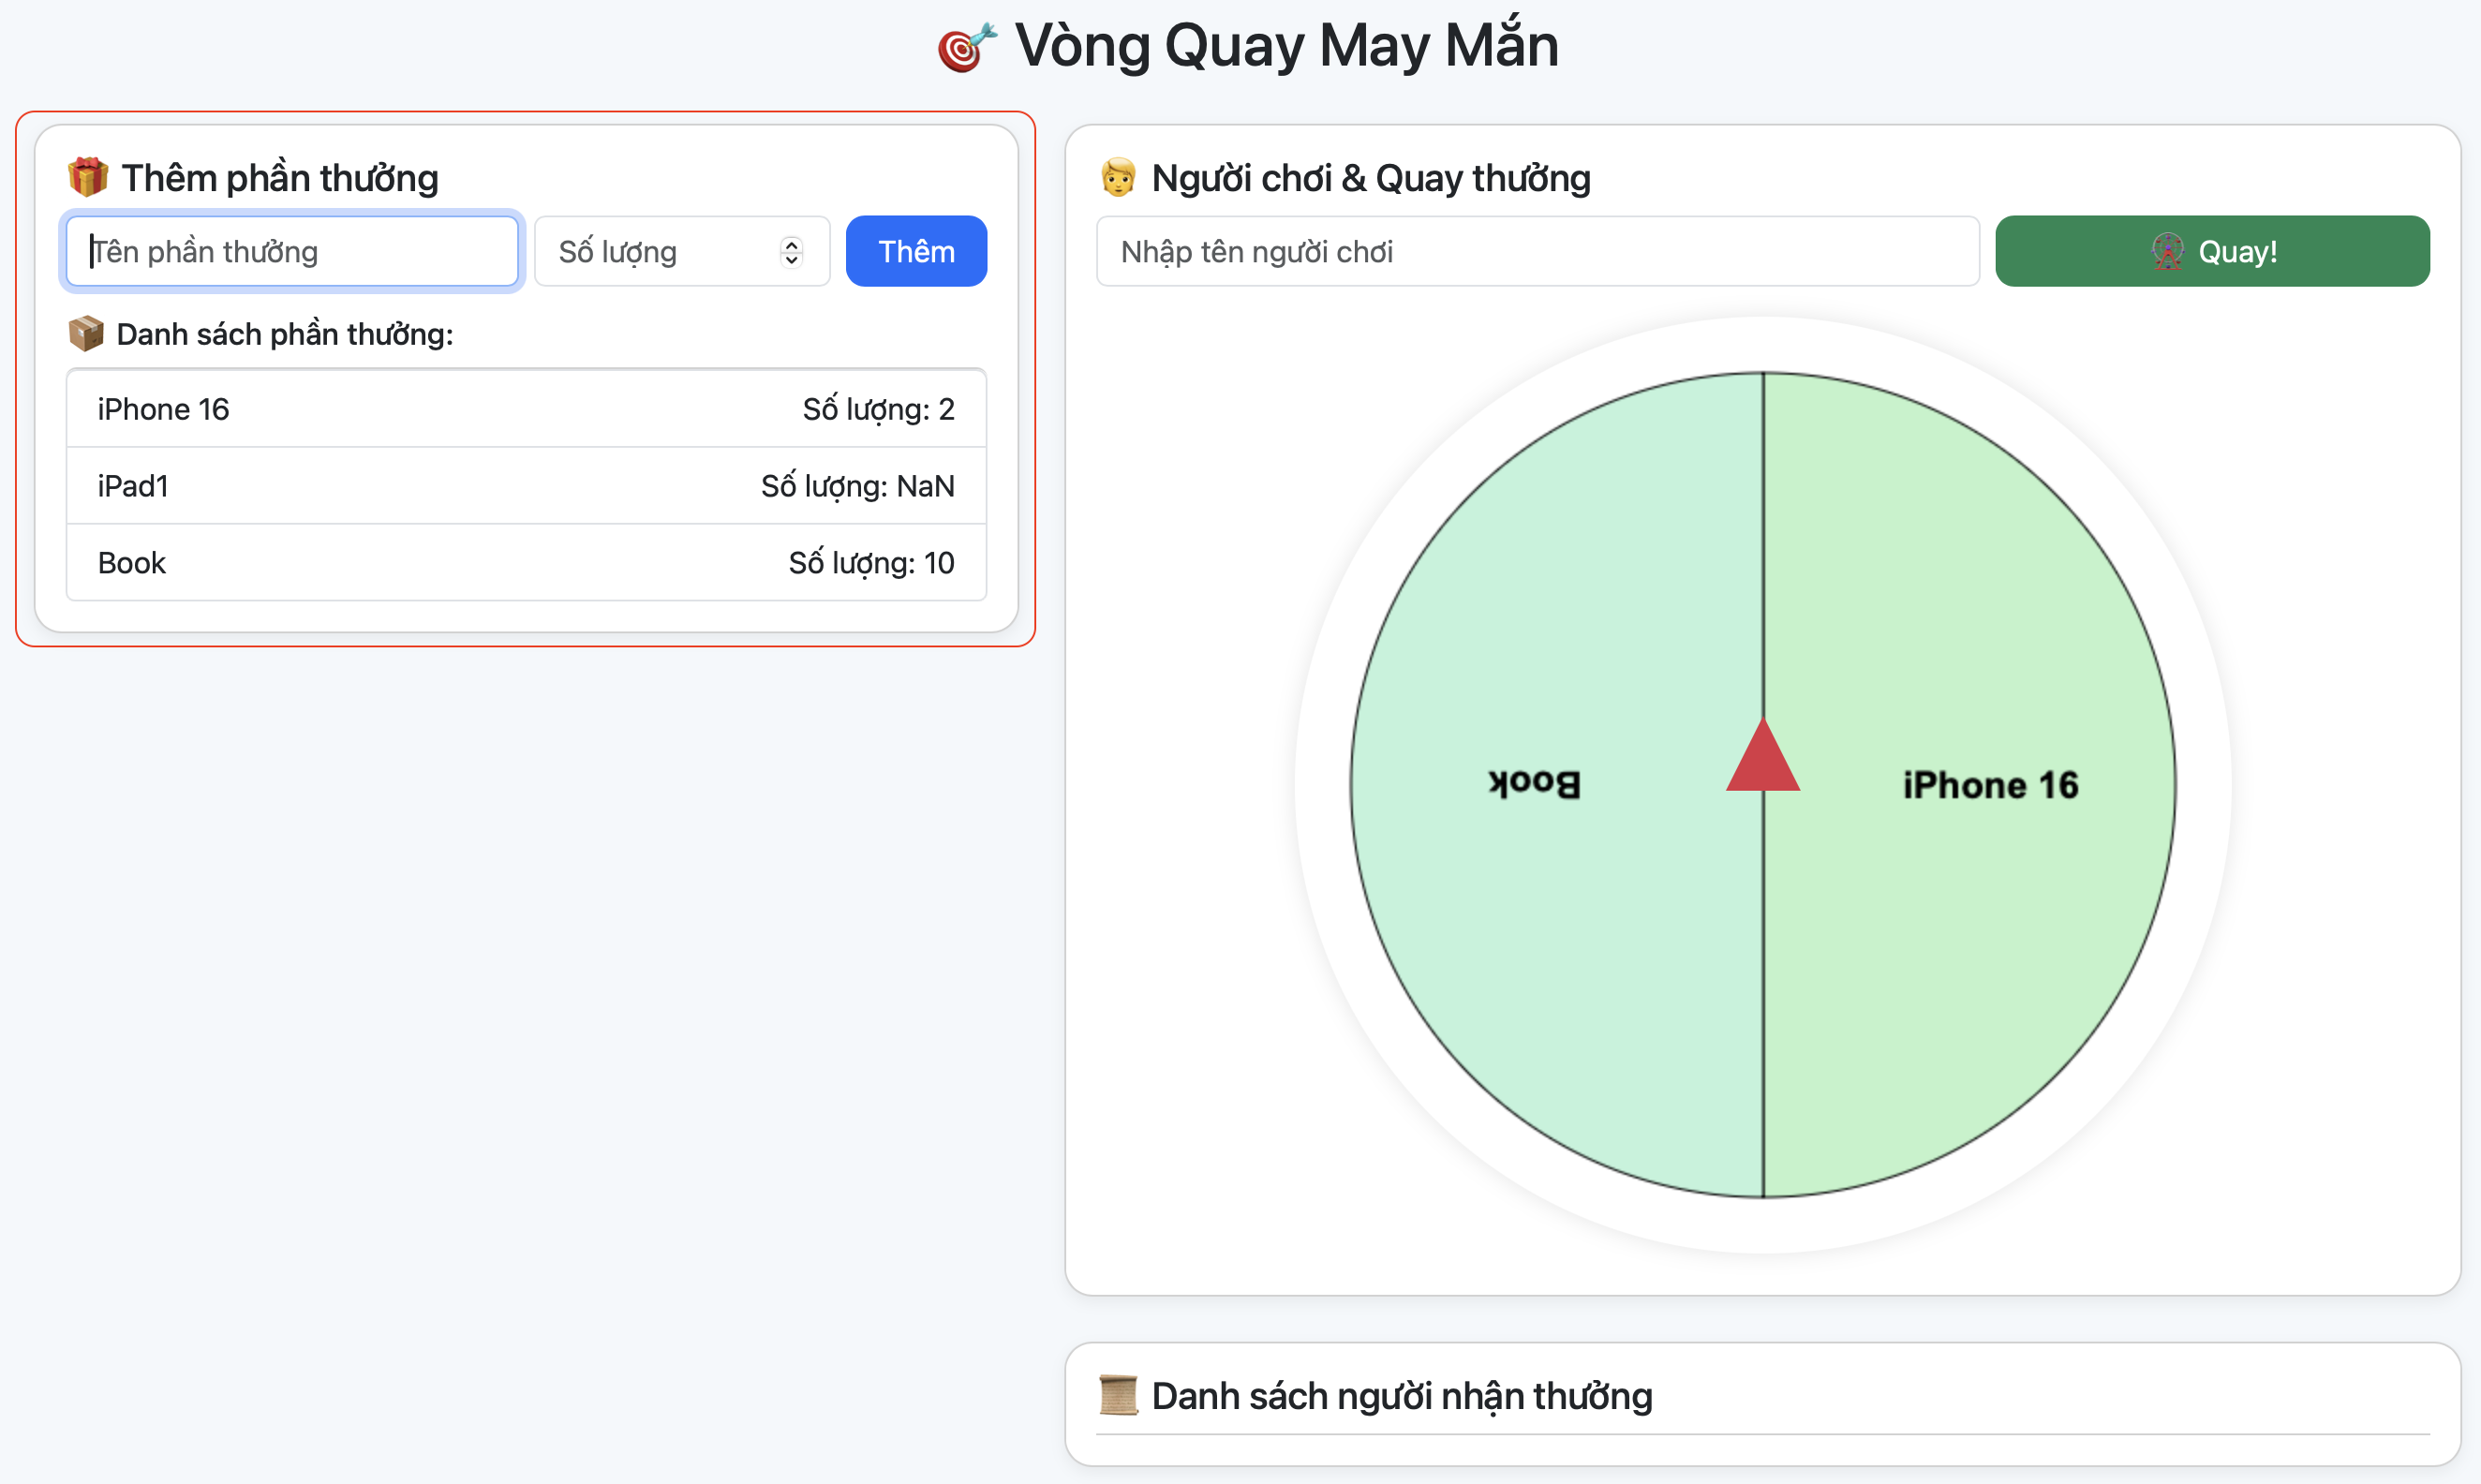 Vòng Quay May Mắn
Thêm phần thưởng
Tên phần thưởng
Số lượng
Thêm
Danh sách phần thưởng:
iPhone 16 Số lượng: 2
iPad1 Số lượng: NaN
Book Số lượng: 10
Người chơi & Quay thưởng
Nhập tên người chơi
Quay!
Book
iPhone 16
Danh sách người nhận thưởng